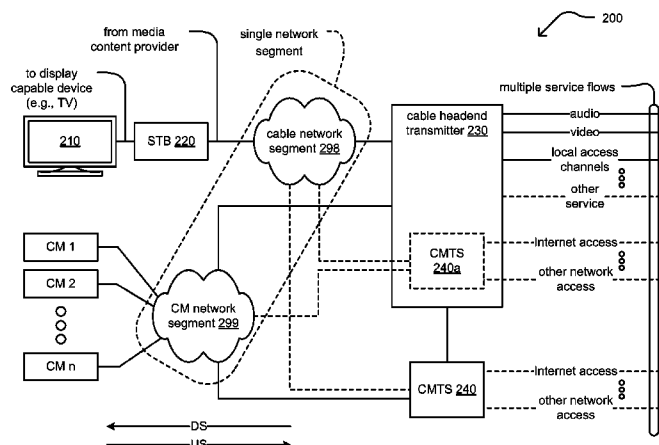 200
from media
content provider
single network
segment
to display
capable device
(e.g., TV)
multiple service flows
210
STB 220
cable network
segment 298
cable headend
transmitter 230
audio
video
local access
channels
other
service
CM 1
CM 2
CM n
CM network
segment 299
CMTS
240a
Internet access
other network
access
CMTS 240
Internet access
other network
access
DS
US